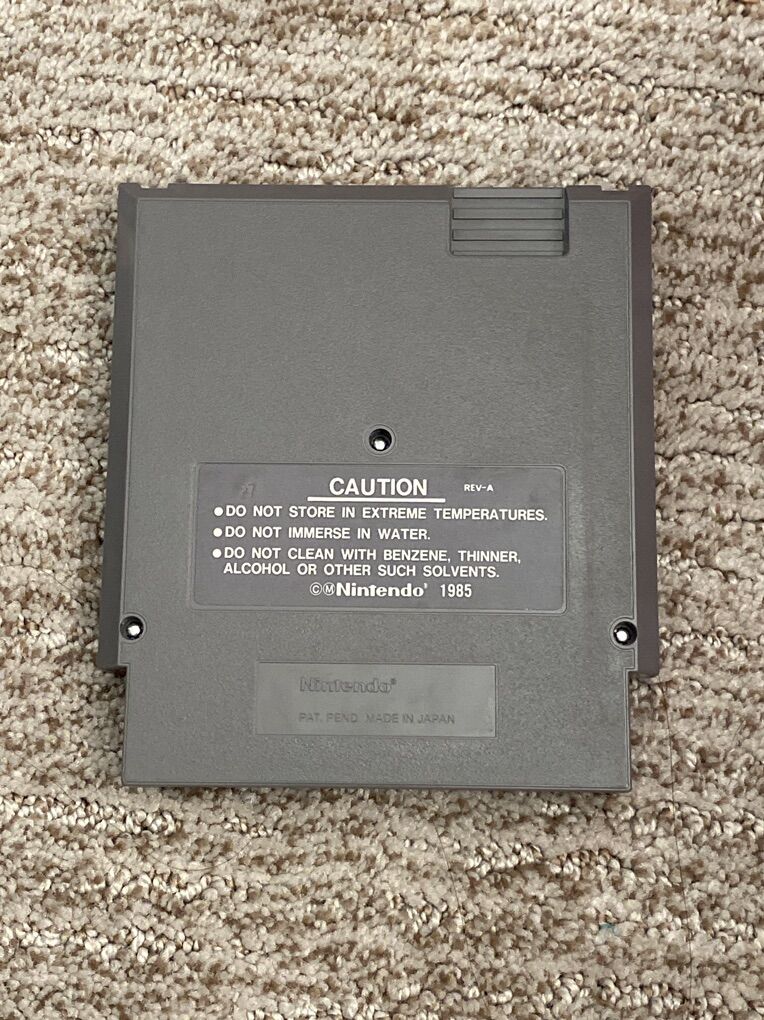 CAUTION REV-A
●DO NOT STORE IN EXTREME TEMPERATURES.
●DO NOT IMMERSE IN WATER.
●DO NOT CLEAN WITH BENZENE, THINNER,
ALCOHOL OR OTHER SUCH SOLVENTS.
©Ⓜ Nintendo® 1985
Nintendo®
PAT. PEND. MADE IN JAPAN